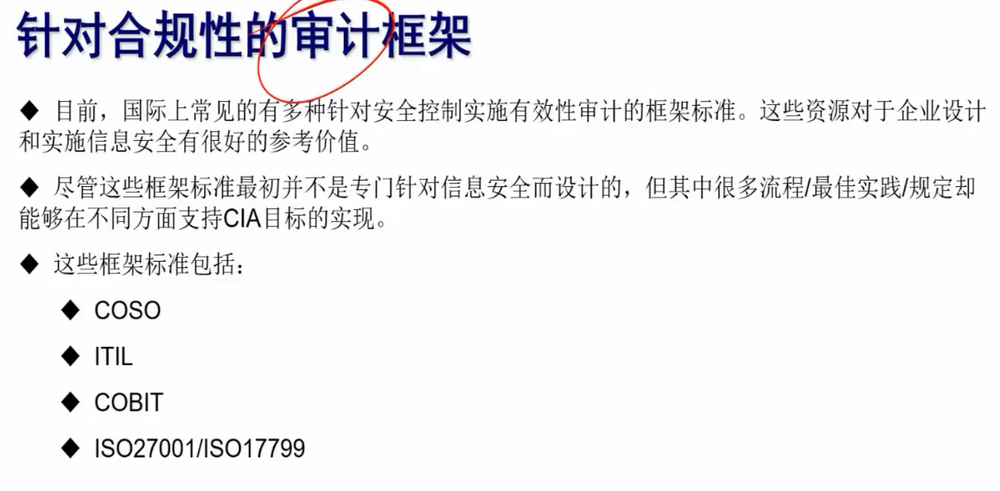 针对合规性的审计框架
◆ 目前，国际上常见的有多种针对安全控制实施有效性审计的框架标准。这些资源对于企业设计
和实施信息安全有很好的参考价值。
◆ 尽管这些框架标准最初并不是专门针对信息安全而设计的，但其中很多流程/最佳实践/规定却
能够在不同方面支持CIA目标的实现。
◆ 这些框架标准包括：
◆ COSO
◆ ITIL
◆ COBIT
◆ ISO27001/ISO17799